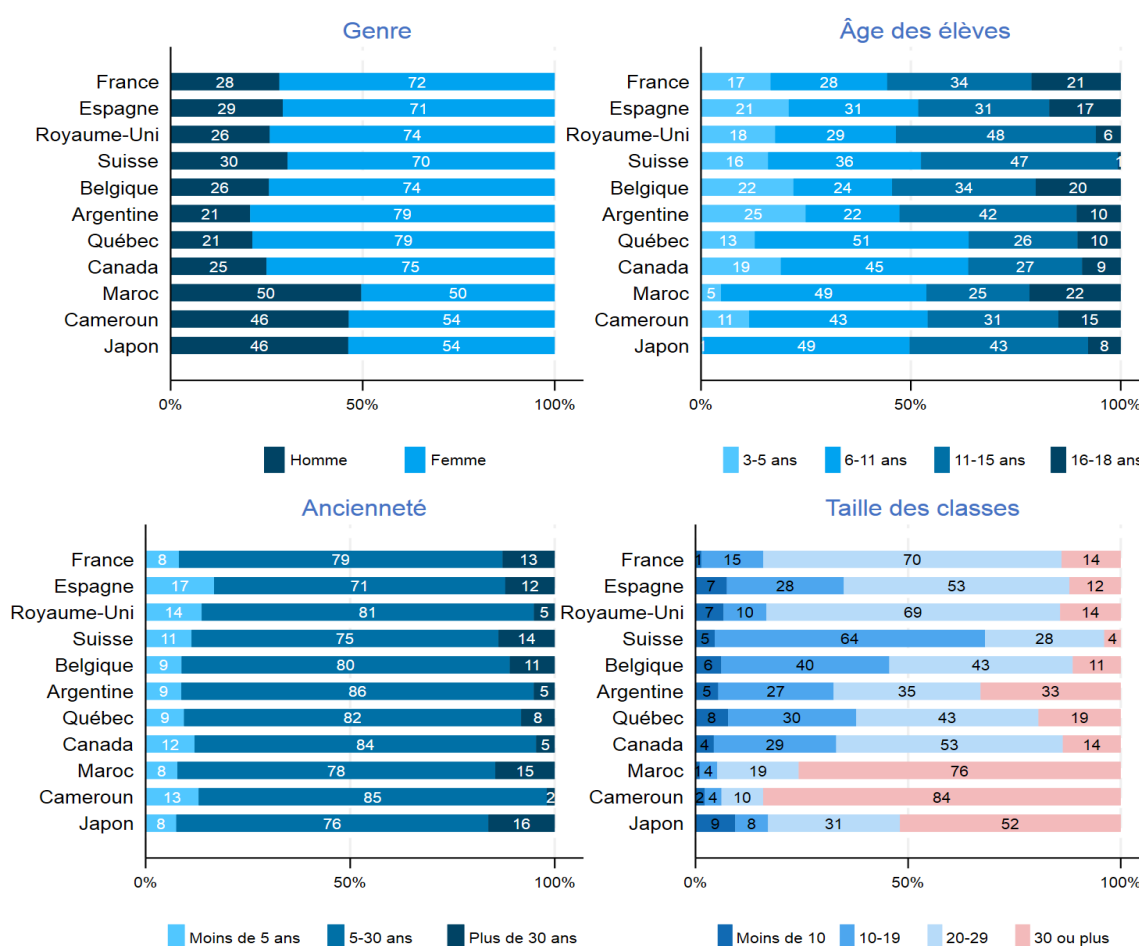 Genre
France 28 72
Espagne 29 71
Royaume-Uni 26 74
Suisse 30 70
Belgique 26 74
Argentine 21 79
Québec 21 79
Canada 25 75
Maroc 50 50
Cameroun 46 54
Japon 46 54
0% 50% 100%
Homme Femme
Âge des élèves
France 17 28 34 21
Espagne 21 31 31 17
Royaume-Uni 18 29 48 6
Suisse 16 36 47 1
Belgique 22 24 34 20
Argentine 25 22 42 10
Québec 13 51 26 10
Canada 19 45 27 9
Maroc 5 49 25 22
Cameroun 11 43 31 15
Japon 1 49 43 8
0% 50% 100%
3-5 ans 6-11 ans 11-15 ans 16-18 ans
Ancienneté
France 8 79 13
Espagne 17 71 12
Royaume-Uni 14 81 5
Suisse 11 75 14
Belgique 9 80 11
Argentine 9 86 5
Québec 9 82 8
Canada 12 84 5
Maroc 8 78 15
Cameroun 13 85 2
Japon 8 76 16
0% 50% 100%
Moins de 5 ans 5-30 ans Plus de 30 ans
Taille des classes
France 1 15 70 14
Espagne 7 28 53 12
Royaume-Uni 7 10 69 14
Suisse 5 64 28 4
Belgique 6 40 43 11
Argentine 5 27 35 33
Québec 8 30 43 19
Canada 4 29 53 14
Maroc 1 4 19 76
Cameroun 2 4 10 84
Japon 9 8 31 52
0% 50% 100%
Moins de 10 10-19 20-29 30 ou plus